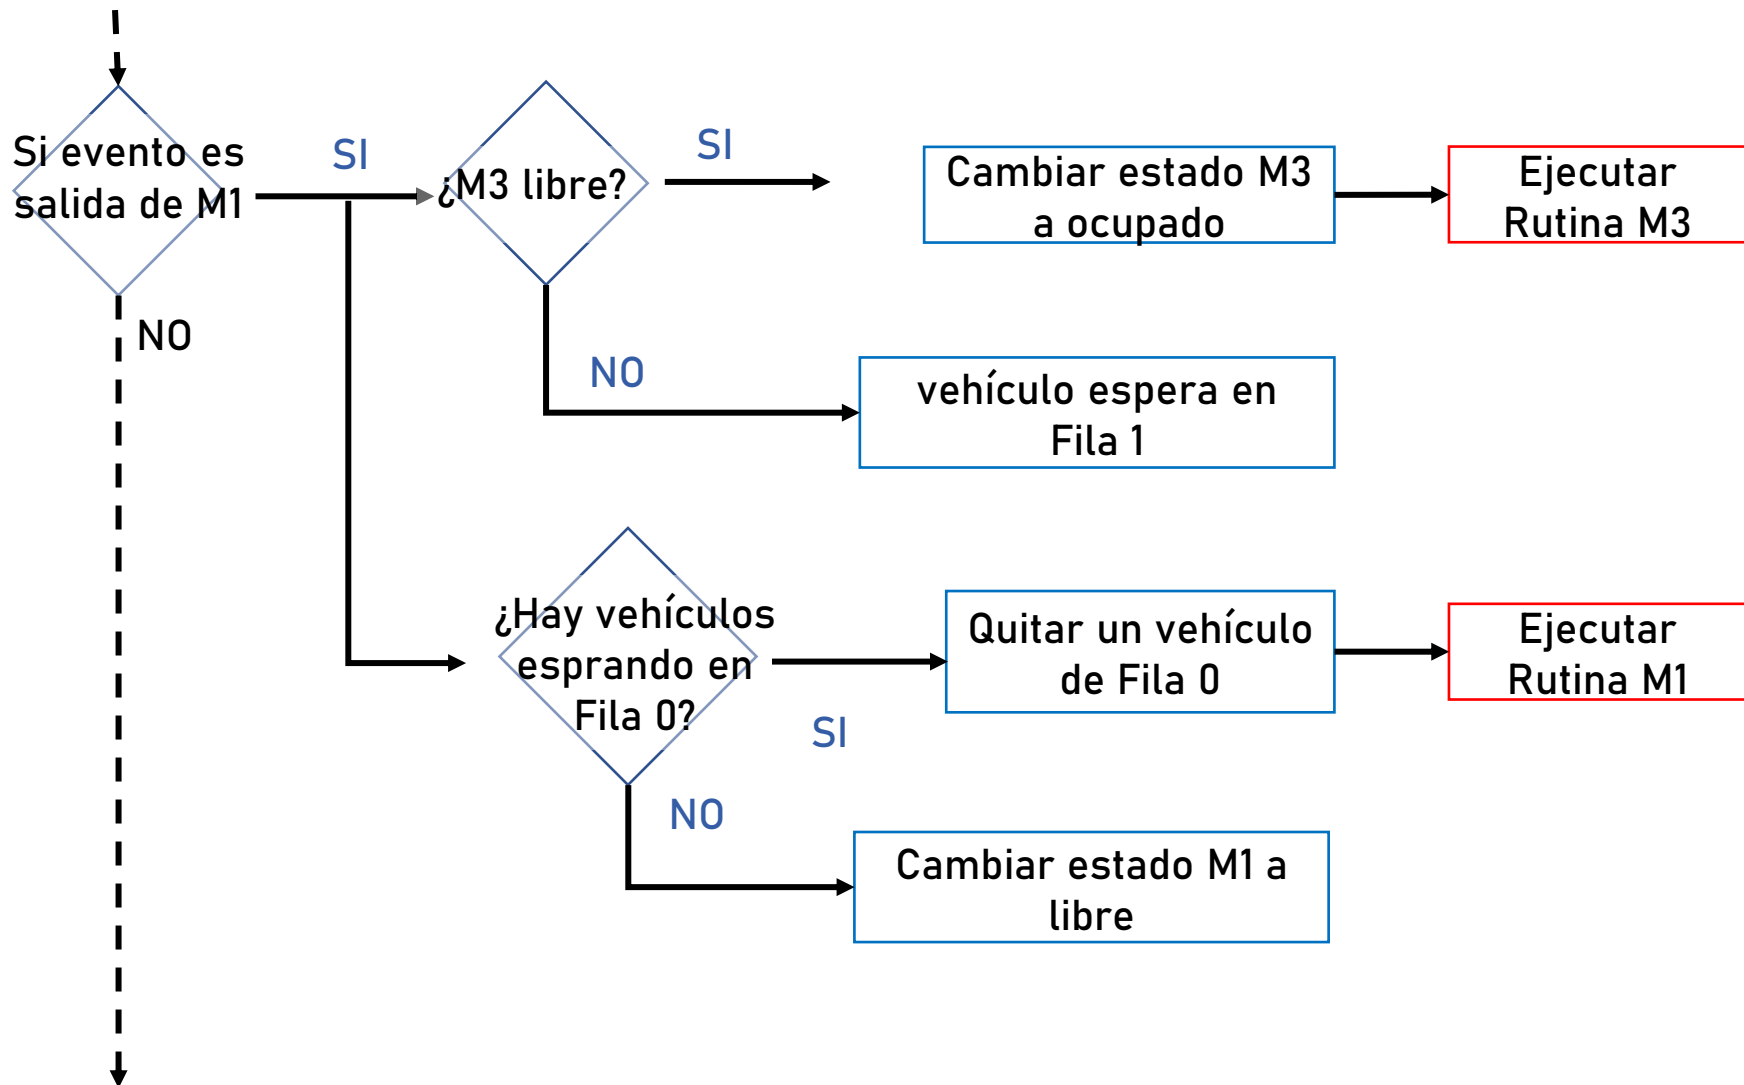 Si evento es
salida de M1
SI
¿M3 libre?
SI
Cambiar estado M3
a ocupado
Ejecutar
Rutina M3
NO
NO
vehículo espera en
Fila 1
¿Hay vehículos
esprando en
Fila 0?
SI
Quitar un vehículo
de Fila 0
Ejecutar
Rutina M1
NO
Cambiar estado M1 a
libre